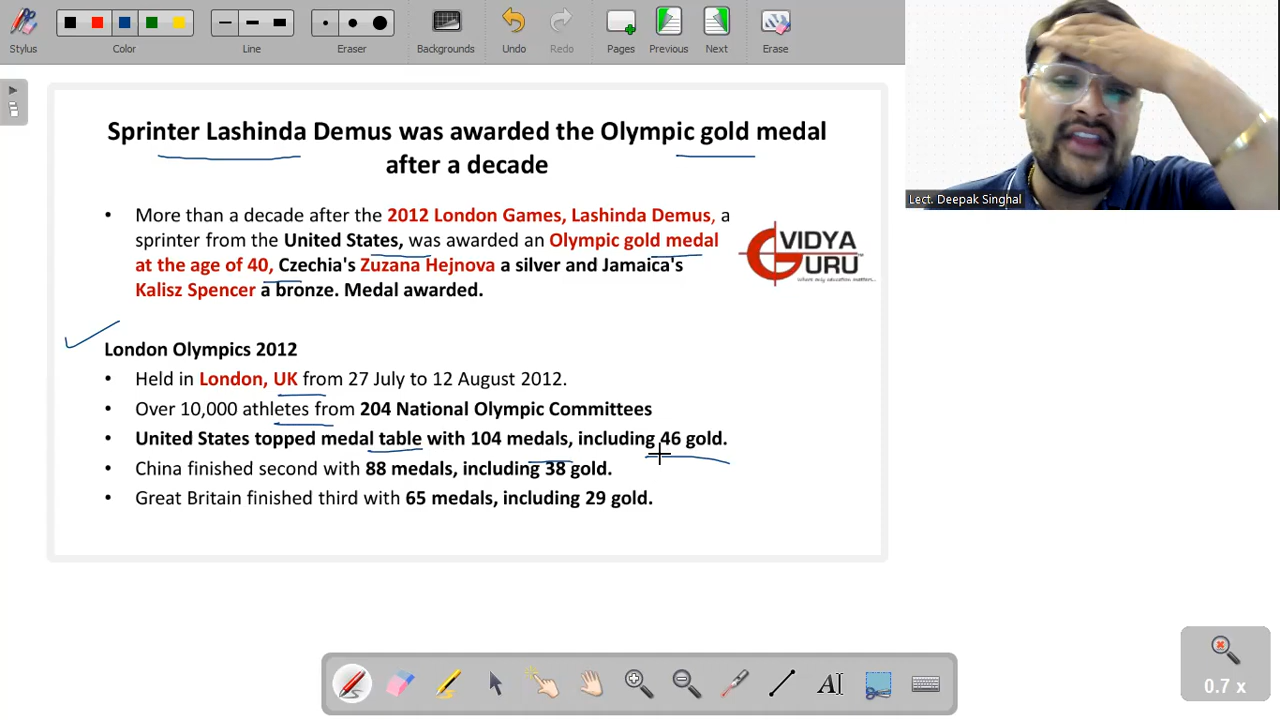 Stylus
Color
Line
Eraser
Backgrounds
Undo
Redo
Pages
Previous
Next
Erase
Lect. Deepak Singhal
Sprinter Lashinda Demus was awarded the Olympic gold medal
after a decade
• More than a decade after the 2012 London Games, Lashinda Demus, a
sprinter from the United States, was awarded an Olympic gold medal
at the age of 40, Czechia's Zuzana Hejnova a silver and Jamaica's
Kalisz Spencer a bronze. Medal awarded.
VIDYA
GURU
where any education matters...
London Olympics 2012
• Held in London, UK from 27 July to 12 August 2012.
• Over 10,000 athletes from 204 National Olympic Committees
• United States topped medal table with 104 medals, including 46 gold.
• China finished second with 88 medals, including 38 gold.
• Great Britain finished third with 65 medals, including 29 gold.
AI
0.7 x